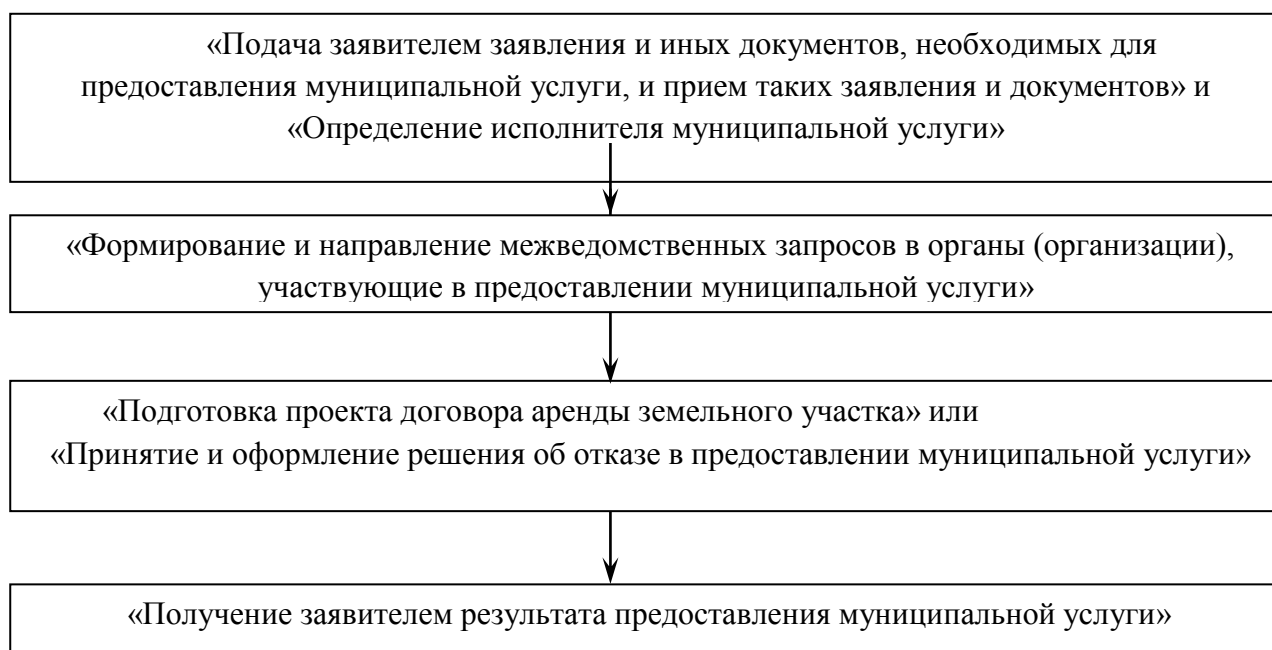 «Подача заявителем заявления и иных документов, необходимых для
предоставления муниципальной услуги, и прием таких заявления и документов» и
«Определение исполнителя муниципальной услуги»
«Формирование и направление межведомственных запросов в органы (организации),
участвующие в предоставлении муниципальной услуги»
«Подготовка проекта договора аренды земельного участка» или
«Принятие и оформление решения об отказе в предоставлении муниципальной услуги»
«Получение заявителем результата предоставления муниципальной услуги»